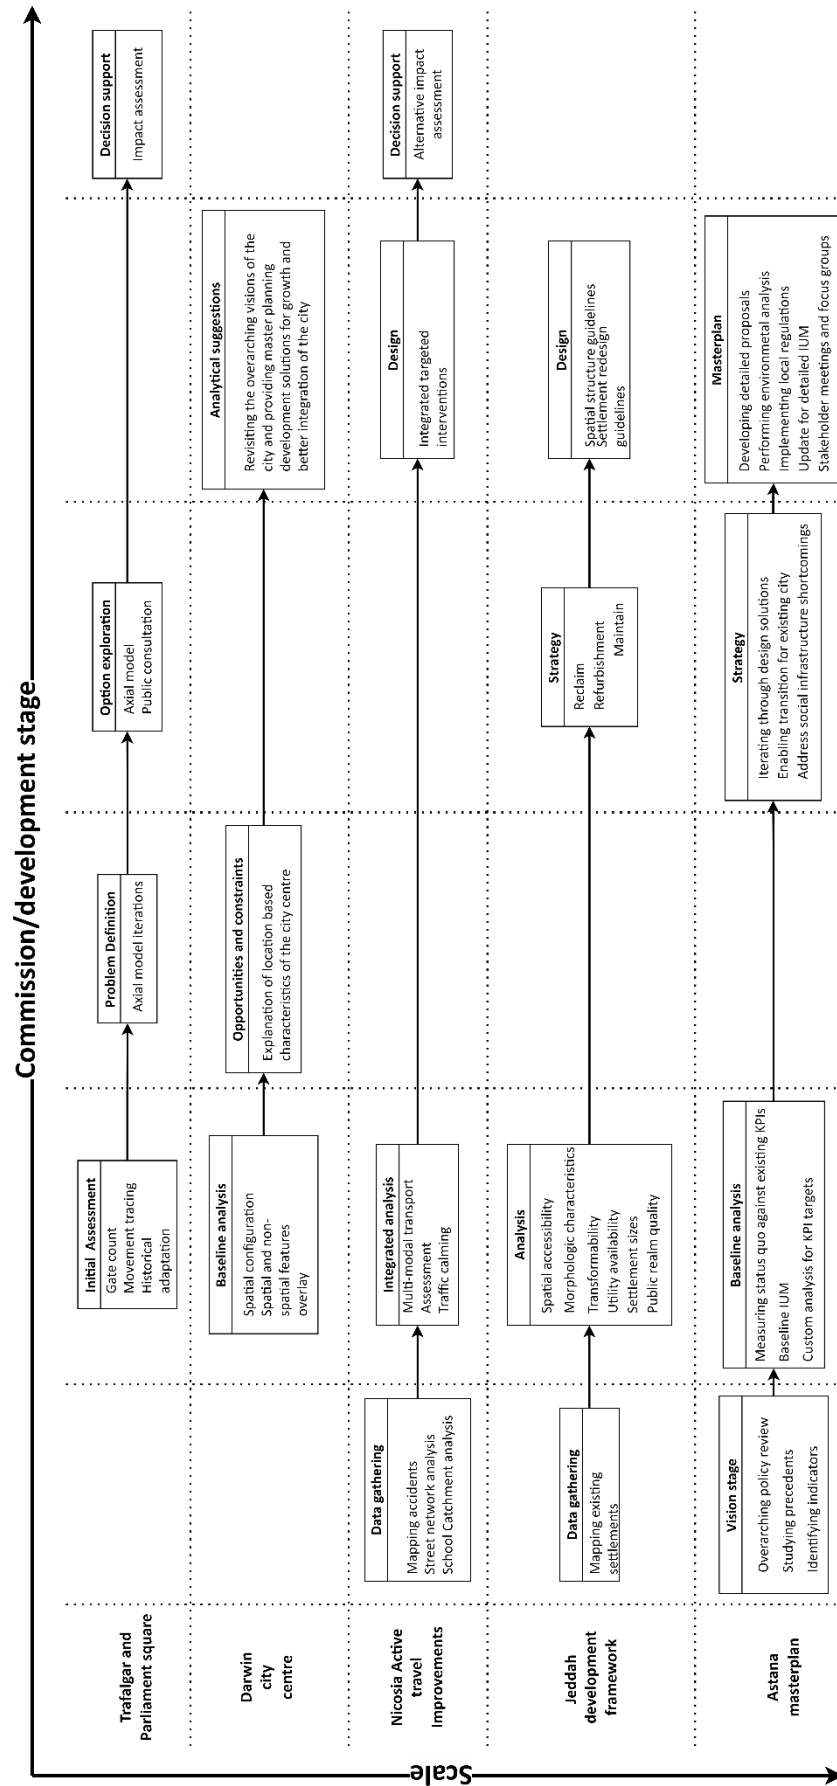 Commission/development stage
Scale
Trafalgar and
Parliament square
Initial Assessment
Gate count
Movement tracing
Historical
adaptation
Problem Definition
Axial model iterations
Option exploration
Axial model
Public consultation
Decision support
Impact assessment
Darwin
city
centre
Baseline analysis
Spatial configuration
Spatial and non-
spatial features
overlay
Opportunities and constraints
Explanation of location based
characteristics of the city centre
Analytical suggestions
Revisiting the overarching visions of the
city and providing master planning
development solutions for growth and
better integration of the city
Nicosia Active
travel
Improvements
Data gathering
Mapping accidents
Street network analysis
School Catchment analysis
Integrated analysis
Multi-modal transport
Assessment
Traffic calming
Design
Integrated targeted
interventions
Decision support
Alternative impact
assessment
Jeddah
development
framework
Data gathering
Mapping existing
settlements
Analysis
Spatial accessibility
Morphologic characteristics
Transformability
Utility availability
Settlement sizes
Public realm quality
Strategy
Reclaim
Refurbishment
Maintain
Design
Spatial structure guidelines
Settlement redesign
guidelines
Astana
masterplan
Vision stage
Overarching policy review
Studying precedents
Identifying indicators
Baseline analysis
Measuring status quo against existing KPIs
Baseline IUM
Custom analysis for KPI targets
Strategy
Iterating through design solutions
Enabling transition for existing city
Address social infrastructure shortcomings
Masterplan
Developing detailed proposals
Performing environmetal analysis
Implementing local regulations
Update for detailed IUM
Stakeholder meetings and focus groups